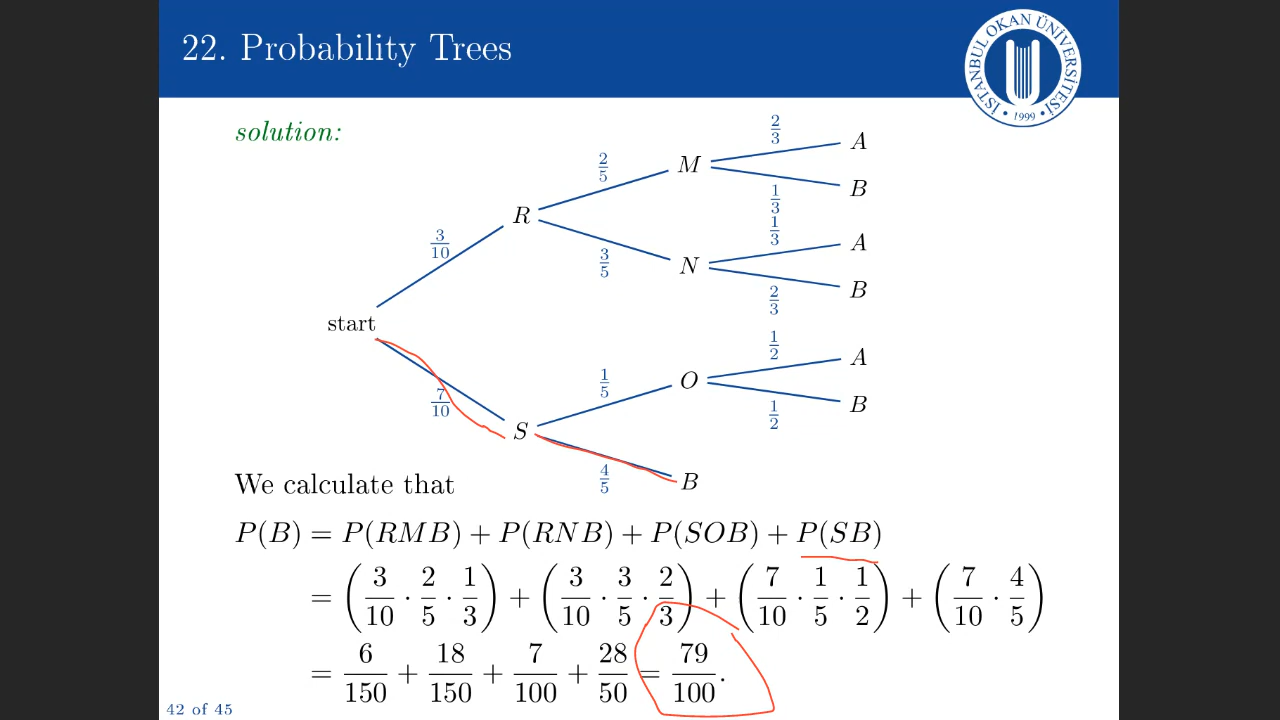 22. Probability Trees
İSTANBUL OKAN ÜNİVERSİTESİ
• 1999 •
solution:
2/3
A
2/5
M
1/3
B
R
1/3
A
3/10
3/5
N
2/3
B
start
1/2
A
1/5
O
7/10
1/2
B
S
4/5
B
We calculate that
P(B) = P(RMB) + P(RNB) + P(SOB) + P(SB)
= (3/10 · 2/5 · 1/3) + (3/10 · 3/5 · 2/3) + (7/10 · 1/5 · 1/2) + (7/10 · 4/5)
= 6/150 + 18/150 + 7/100 + 28/50 = 79/100.
42 of 45